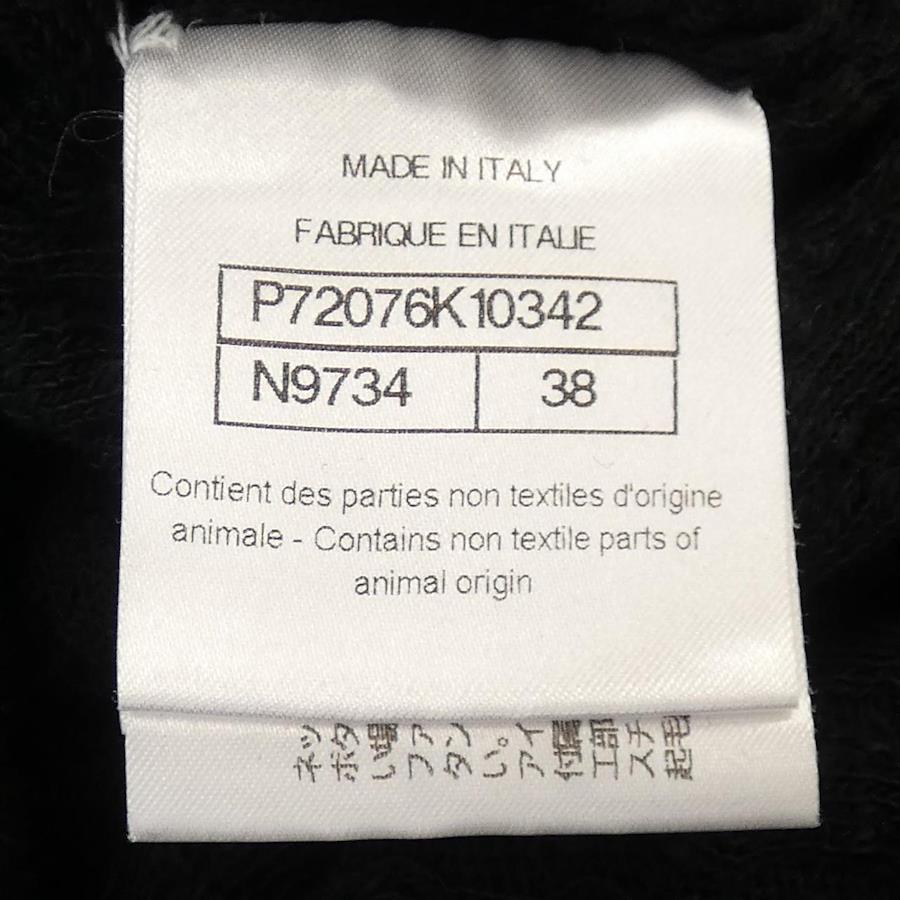 MADE IN ITALY
FABRIQUE EN ITALIE
P72076K10342
N9734 38
Contient des parties non textiles d'origine
animale - Contains non textile parts of
animal origin